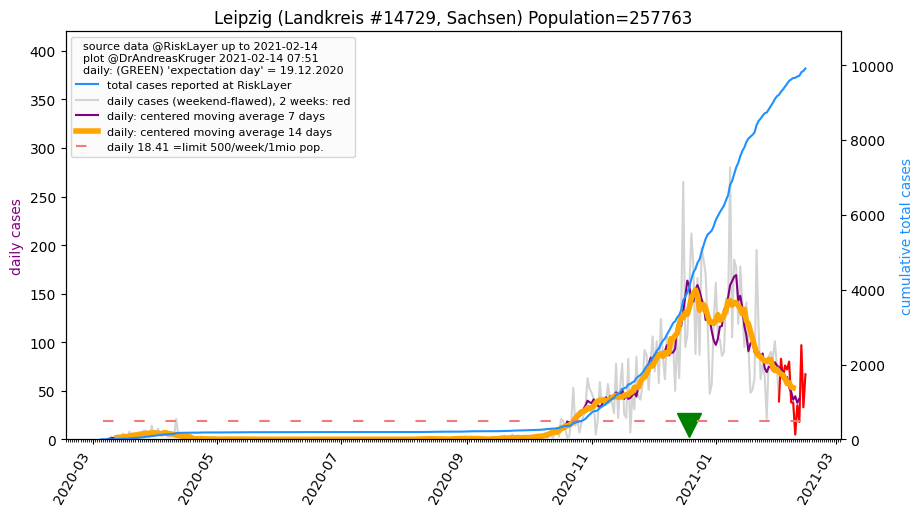 Leipzig (Landkreis #14729, Sachsen) Population=257763
source data @RiskLayer up to 2021-02-14
plot @DrAndreasKruger 2021-02-14 07:51
daily: (GREEN) 'expectation day' = 19.12.2020
total cases reported at RiskLayer
daily cases (weekend-flawed), 2 weeks: red
daily: centered moving average 7 days
daily: centered moving average 14 days
daily 18.41 =limit 500/week/1mio pop.
daily cases
400
350
300
250
200
150
100
50
0
10000
8000
6000
4000
2000
0
cumulative total cases
2020-03
2020-05
2020-07
2020-09
2020-11
2021-01
2021-03